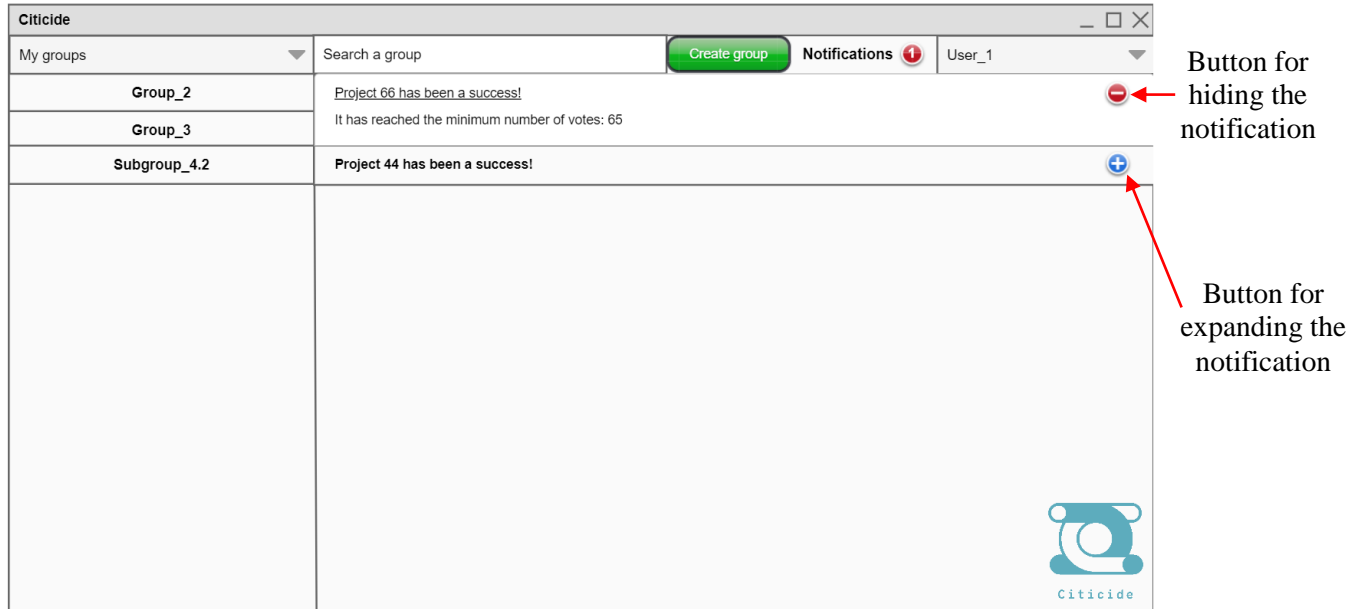 Citicide
My groups
Search a group
Create group
Notifications 1
User_1
Group_2
Group_3
Subgroup_4.2
Project 66 has been a success!
It has reached the minimum number of votes: 65
Project 44 has been a success!
Button for
hiding the
notification
Button for
expanding the
notification
Citicide